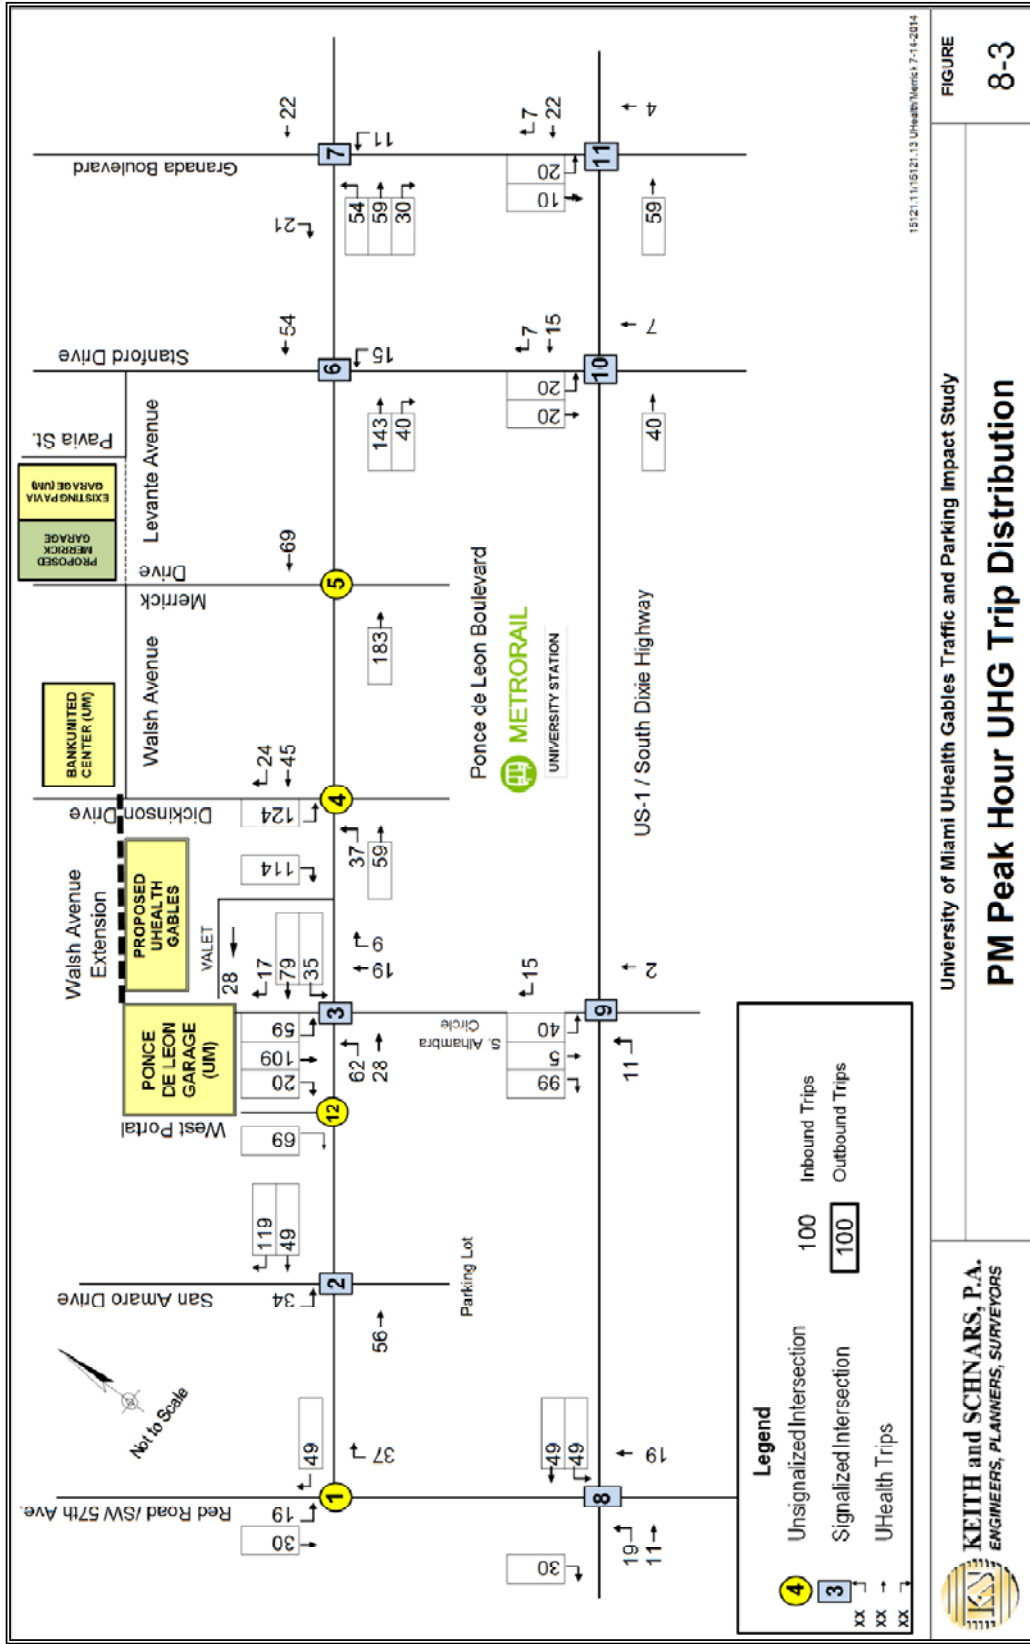 Granada Boulevard
22
7
11
21
54
59
30
7
22
11
20
10
4
59
Stanford Drive
54
6
15
143
40
7
15
10
20
20
7
40
Pavia St.
Levante Avenue
EXISTING PAVIA
GARAGE (UM)
PROPOSED
MERRICK
GARAGE
Merrick
Drive
69
5
183
BANKUNITED
CENTER (UM)
Walsh Avenue
Dickinson Drive
24
45
124
4
114
37
59
Ponce de Leon Boulevard
METRORAIL
UNIVERSITY STATION
US-1 / South Dixie Highway
Walsh Avenue
Extension
PROPOSED
UHEALTH
GABLES
VALET
28
17
79
35
9
19
3
PONCE
DE LEON
GARAGE
(UM)
59
109
20
62
28
S. Alhambra
Circle
15
40
5
99
9
2
11
West Portal
69
12
119
49
San Amaro Drive
34
2
56
Parking Lot
Not to Scale
49
Red Road /SW 57th Ave.
19
30
1
37
49
49
8
19
30
19
11
Legend
4
Unsignalized Intersection
3
Signalized Intersection
xx
xx
xx
UHealth Trips
100
Inbound Trips
100
Outbound Trips
15121.11/15121.13 UHealth/Merrick 7-14-2014
KS
KEITH and SCHNARS, P.A.
ENGINEERS, PLANNERS, SURVEYORS
University of Miami UHealth Gables Traffic and Parking Impact Study
PM Peak Hour UHG Trip Distribution
FIGURE
8-3